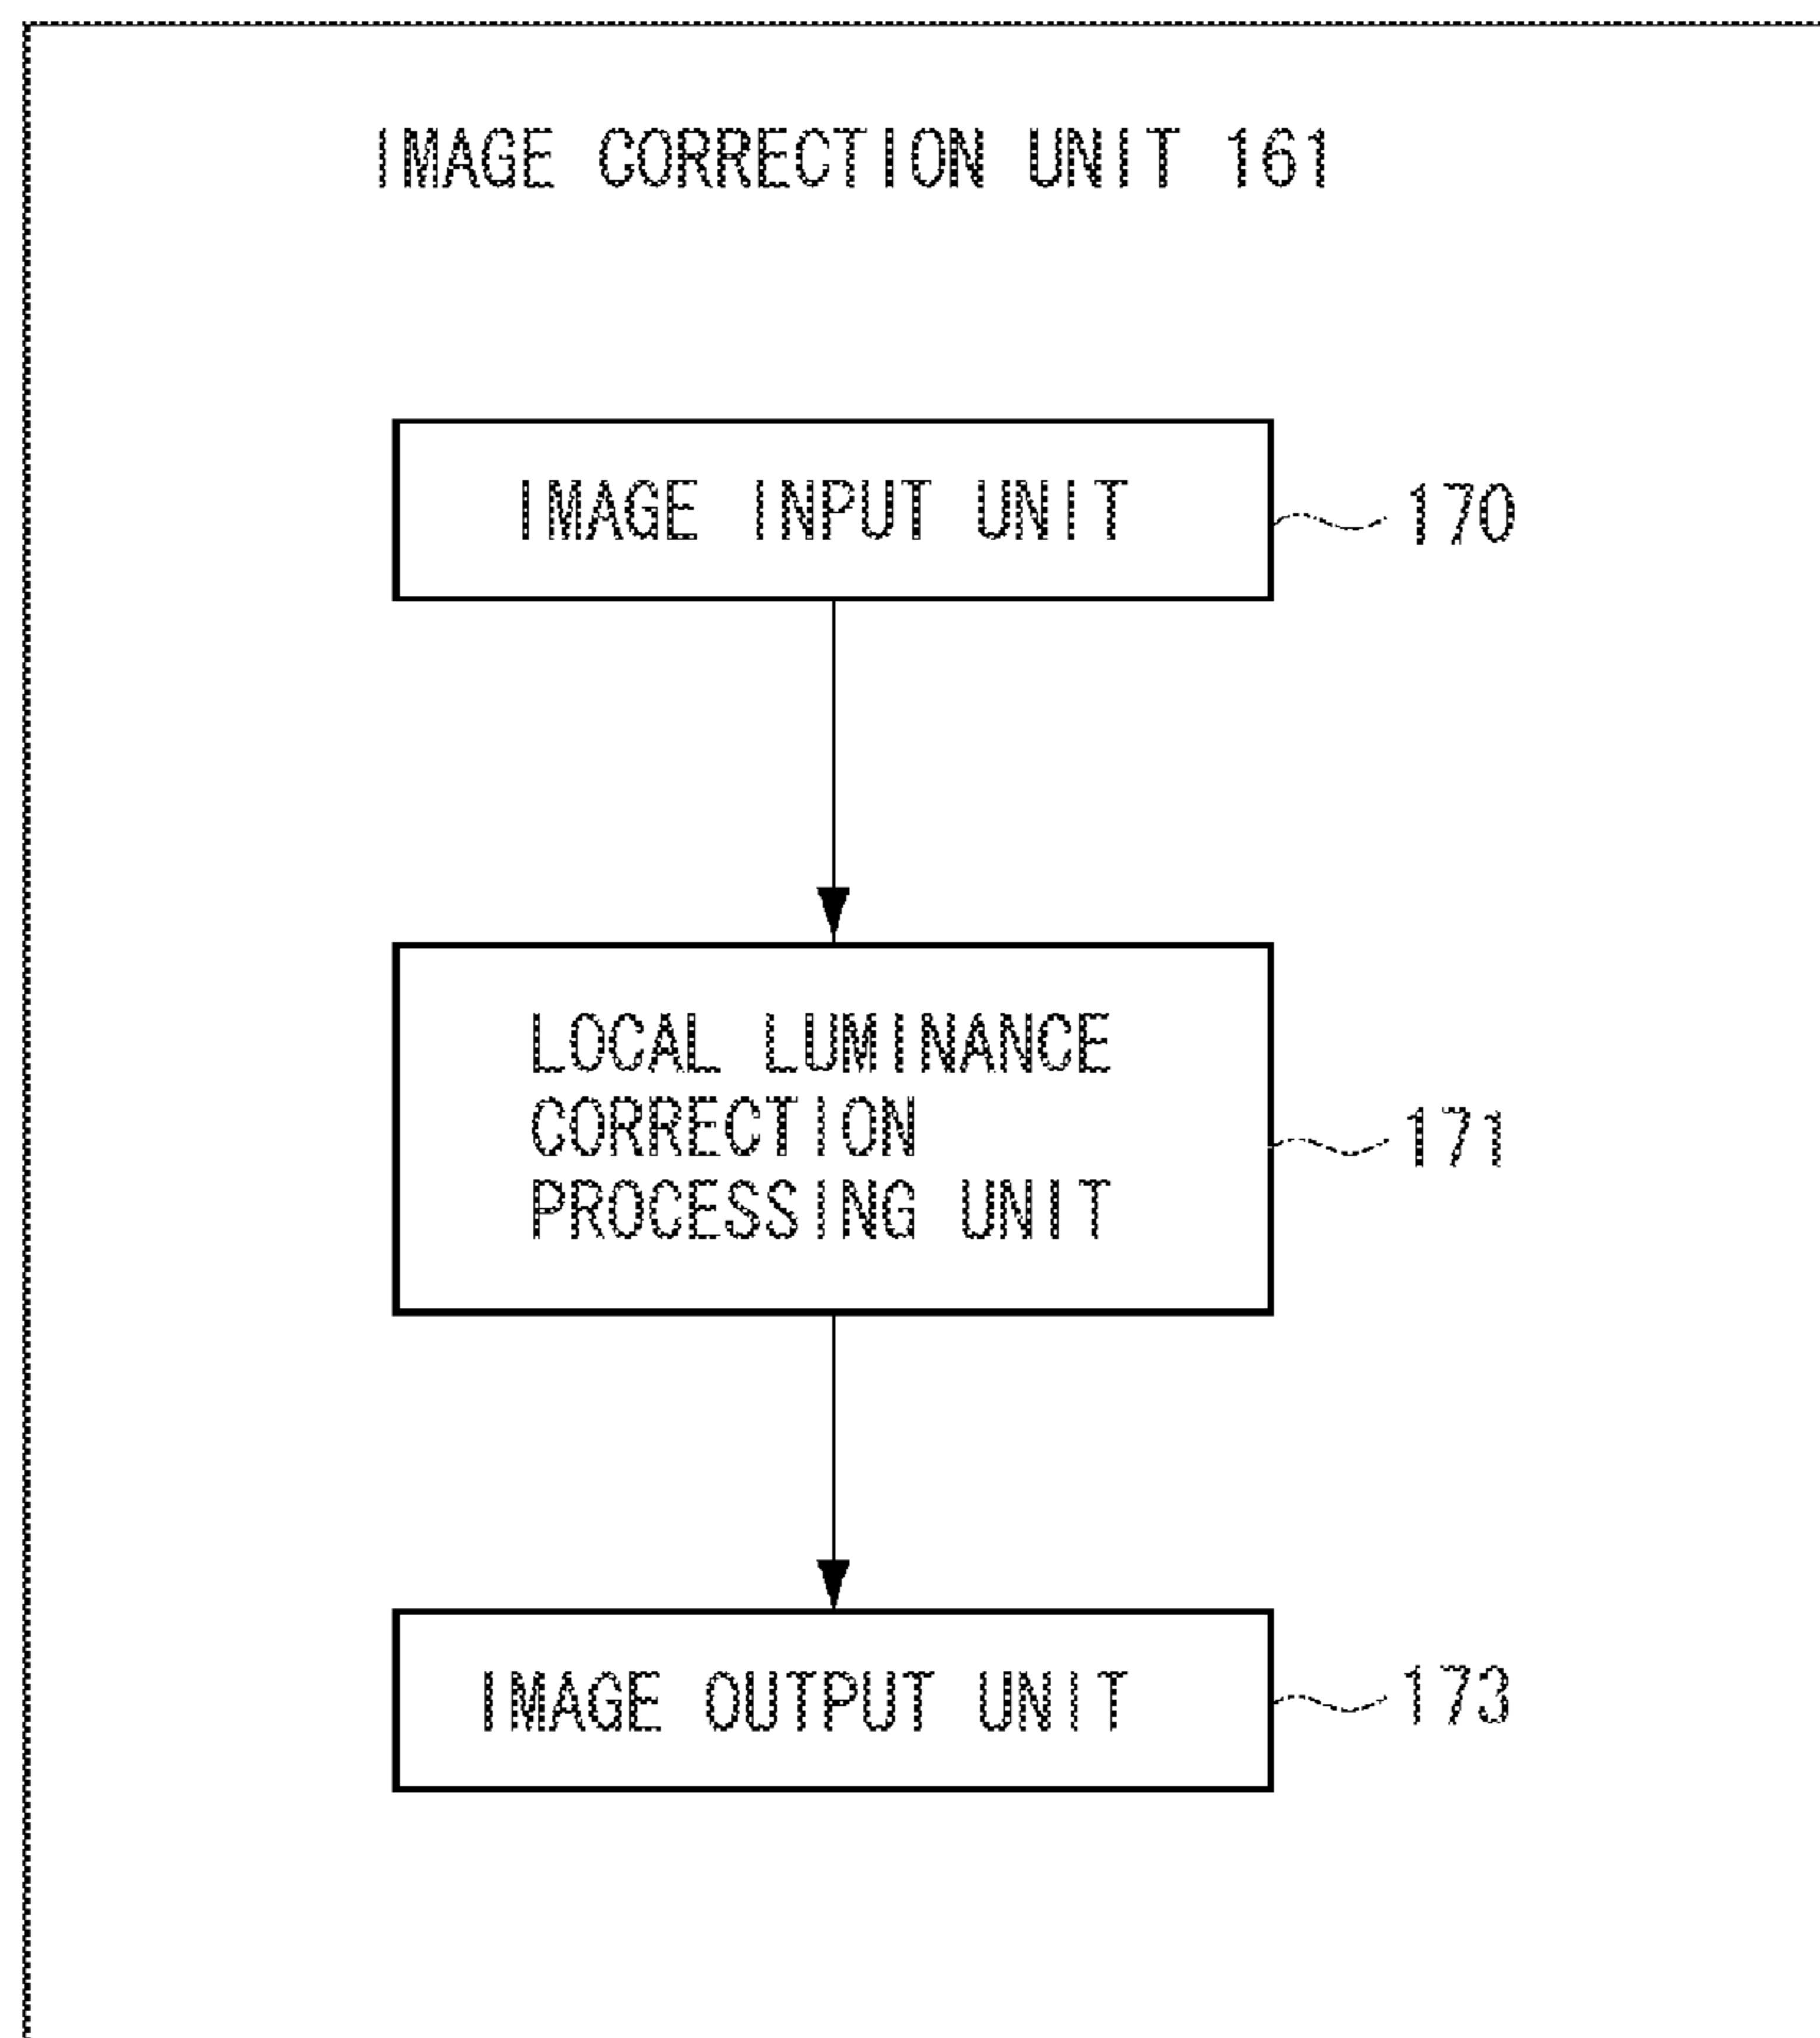 IMAGE CORRECTION UNIT 161
IMAGE INPUT UNIT
170
LOCAL LUMINANCE
CORRECTION
PROCESSING UNIT
171
IMAGE OUTPUT UNIT
173